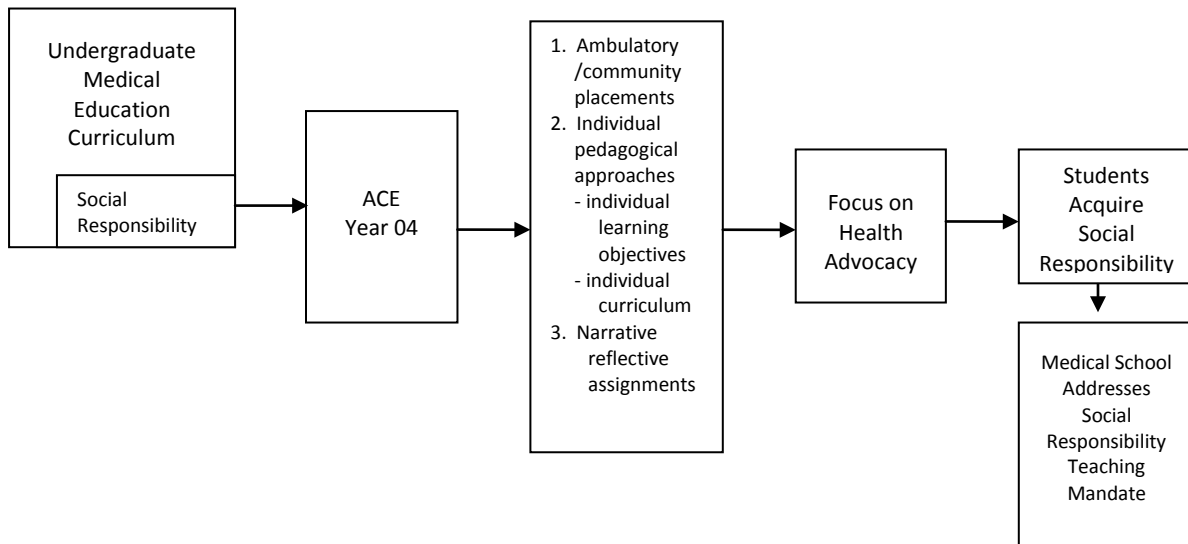 Undergraduate
Medical
Education
Curriculum
Social
Responsibility
ACE
Year 04
1. Ambulatory
/community
placements
2. Individual
pedagogical
approaches
- individual
learning
objectives
- individual
curriculum
3. Narrative
reflective
assignments
Focus on
Health
Advocacy
Students
Acquire
Social
Responsibility
Medical School
Addresses
Social
Responsibility
Teaching
Mandate